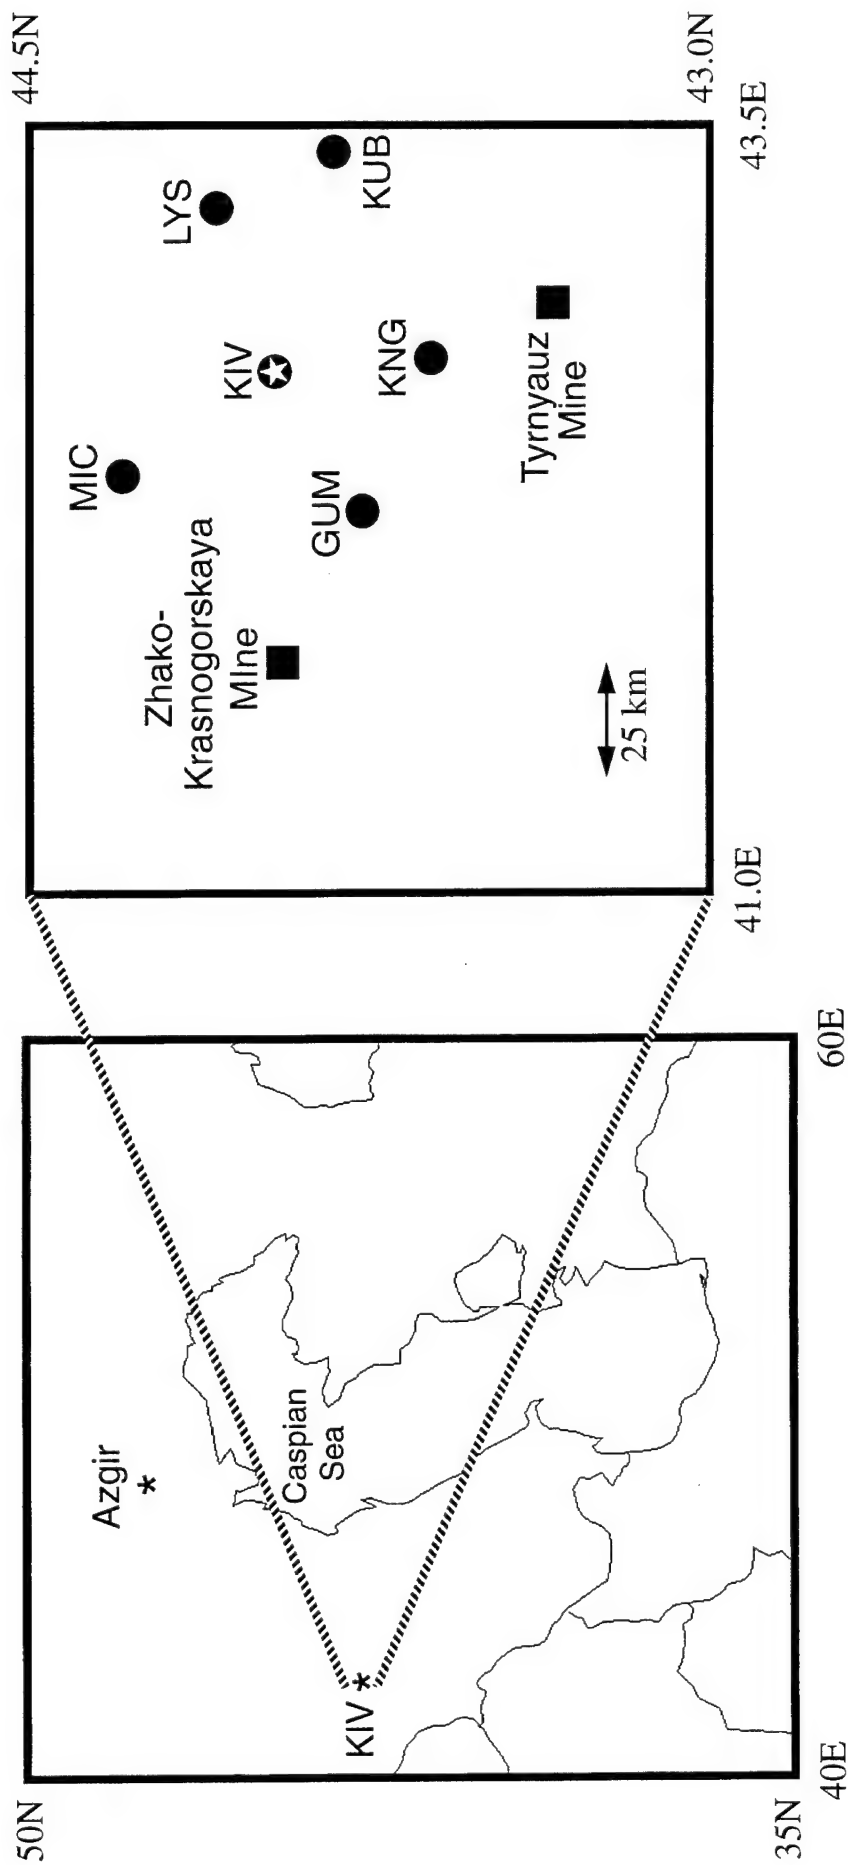 50N
35N
40E
60E
Azgir
*
KIV *
Caspian
Sea
44.5N
43.0N
41.0E
43.5E
MIC
LYS
KIV
KUB
Zhako-
Krasnogorskaya
MIne
GUM
KNG
Tyrnyauz
Mine
25 km